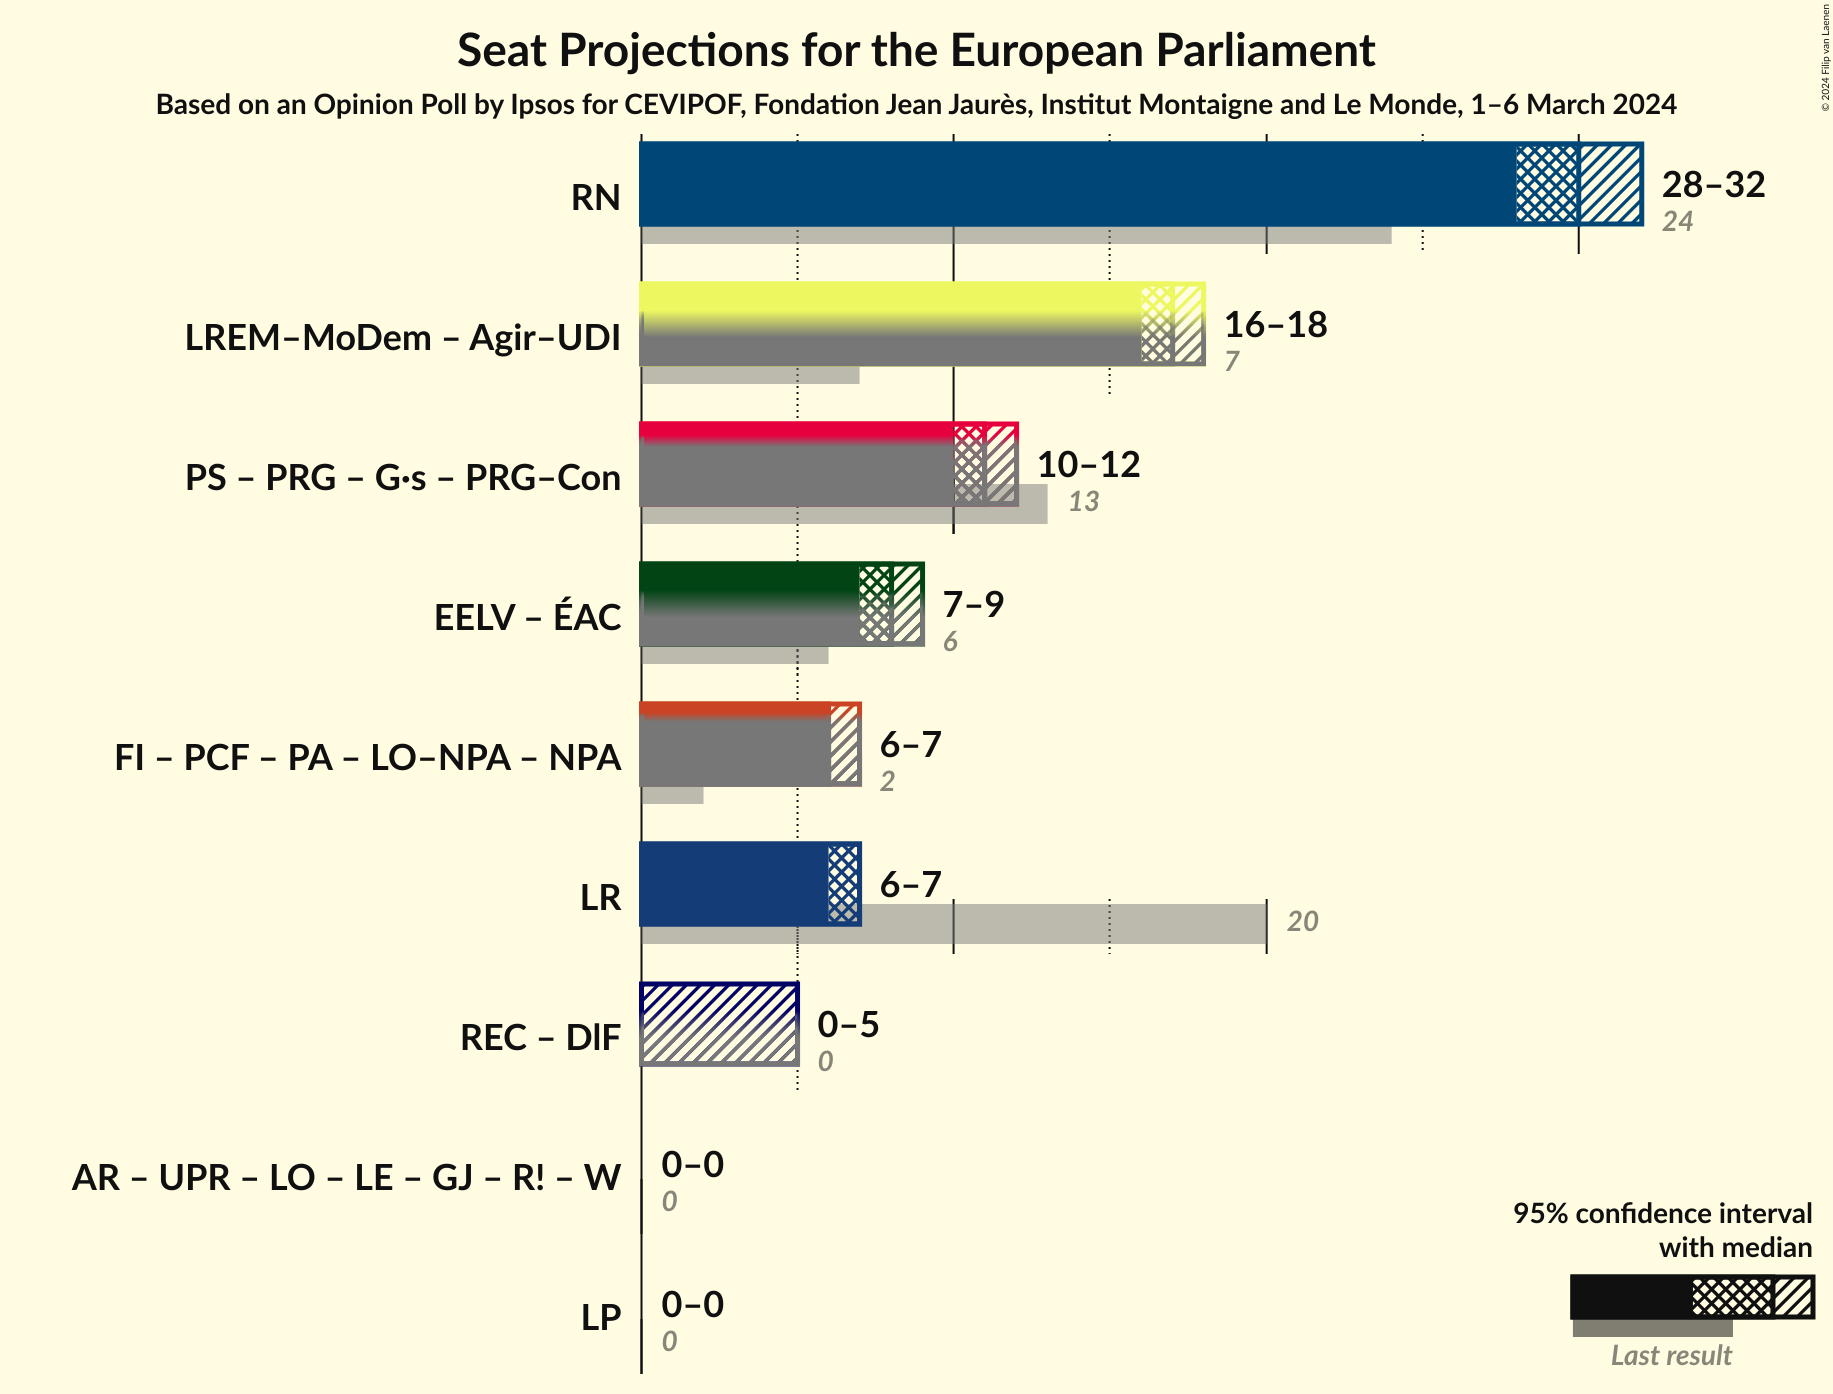 Seat Projections for the European Parliament
Based on an Opinion Poll by Ipsos for CEVIPOF, Fondation Jean Jaurès, Institut Montaigne and Le Monde, 1–6 March 2024
© 2024 Filip van Laenen
RN
28–32
24
LREM–MoDem – Agir–UDI
16–18
7
PS – PRG – G·s – PRG–Con
10–12
13
EELV – ÉAC
7–9
6
FI – PCF – PA – LO–NPA – NPA
6–7
2
LR
6–7
20
REC – DlF
0–5
0
AR – UPR – LO – LE – GJ – R! – W
0–0
0
LP
0–0
0
95% confidence interval
with median
Last result